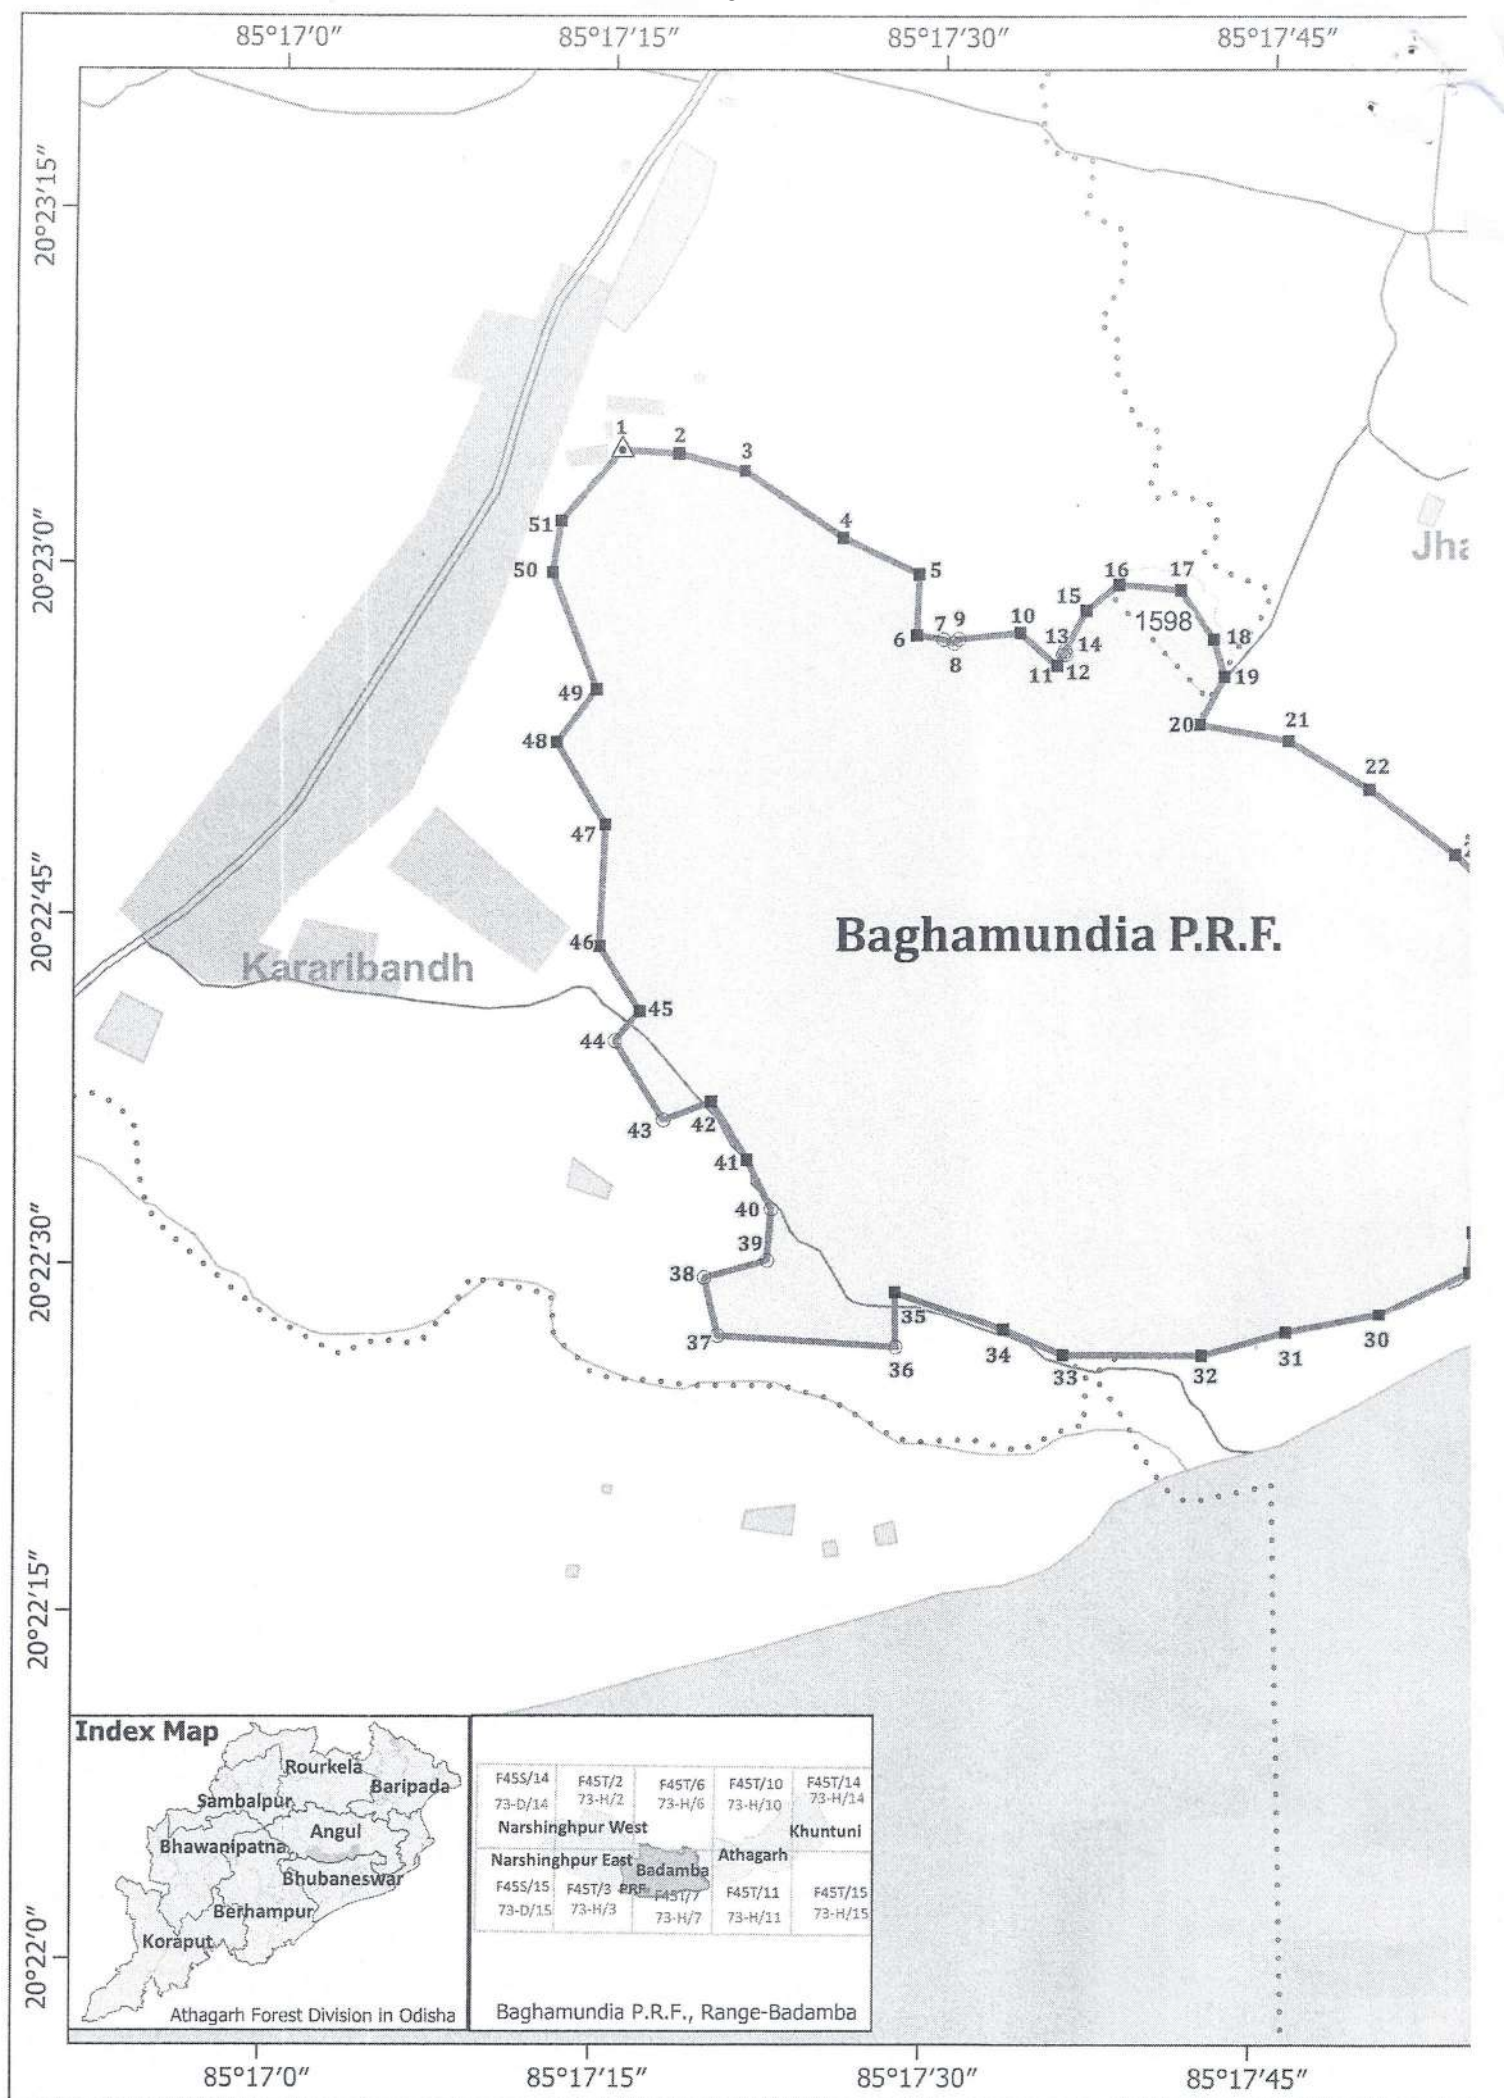 85°17'0" 85°17'15" 85°17'30" 85°17'45"
20°23'15"
1
2
3
51
4
20°23'0"
50
5
Jha
16 17
15
1598
6
7 9
10
13
14
18
8
11 12
19
49
20
21
48
22
47
20°22'45"
Baghamundia P.R.F.
46
Kararibandh
45
44
43
42
41
40
39
20°22'30"
38
35
37
36
34
33
32
31
30
20°22'15"
Index Map
Rourkela
Baripada
Sambalpur
Angul
Bhawanipatna
Bhubaneswar
Berhampur
Koraput
Athagarh Forest Division in Odisha
F45S/14 F45T/2 F45T/6 F45T/10 F45T/14
73-D/14 73-H/2 73-H/6 73-H/10 73-H/14
Narshinghpur West Khuntuni
Narshinghpur East Badamba Athagarh
F45S/15 F45T/3 PRF F45T/7 F45T/11 F45T/15
73-D/15 73-H/3 73-H/7 73-H/11 73-H/15
Baghamundia P.R.F., Range-Badamba
20°22'0"
85°17'0" 85°17'15" 85°17'30" 85°17'45"